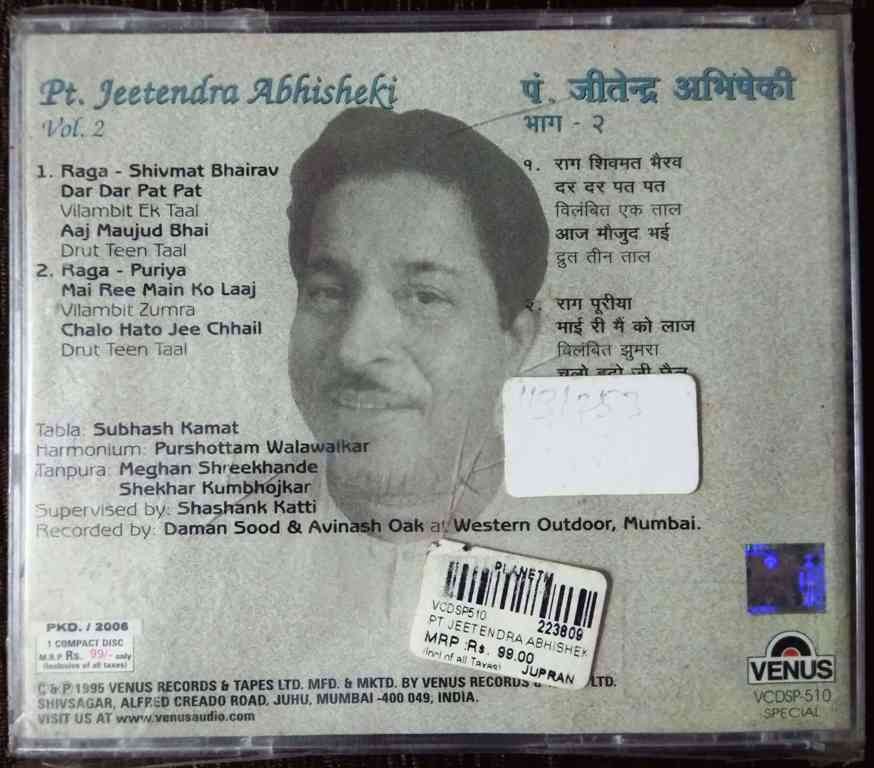 Pt. Jeetendra Abhisheki
Vol. 2
1. Raga - Shivmat Bhairav
Dar Dar Pat Pat
Vilambit Ek Taal
Aaj Maujud Bhai
Drut Teen Taal
2. Raga - Puriya
Mai Ree Main Ko Laaj
Vilambit Zumra
Chalo Hato Jee Chhail
Drut Teen Taal
पं. जीतेन्द्र अभिषेकी
भाग - २
१. राग शिवमत भैरव
दर दर पत पत
विलंबित एक ताल
आज मौजुद भई
द्रुत तीन ताल
२. राग पूरीया
माई री मैं को लाज
विलंबित झुमरा
चलो हटो जी छैल
Tabla: Subhash Kamat
Harmonium: Purshottam Walawalkar
Tanpura: Meghan Shreekhande
Shekhar Kumbhojkar
Supervised by: Shashank Katti
Recorded by: Daman Sood & Avinash Oak at Western Outdoor, Mumbai.
PLANETM
VCDSP510
223809
PT JEETENDRA ABHISHEK
MRP :Rs. 99.00
(Incl of all Taxes)
JUPRAN
PKD. / 2006
1 COMPACT DISC
M.R.P Rs. 99/- only
(Inclusive of all taxes)
C & P 1995 VENUS RECORDS & TAPES LTD. MFD. & MKTD. BY VENUS RECORDS & LTD.
SHIVSAGAR, ALFRED CREADO ROAD, JUHU, MUMBAI -400 049, INDIA.
VISIT US AT www.venusaudio.com
VENUS
VCDSP-510
SPECIAL